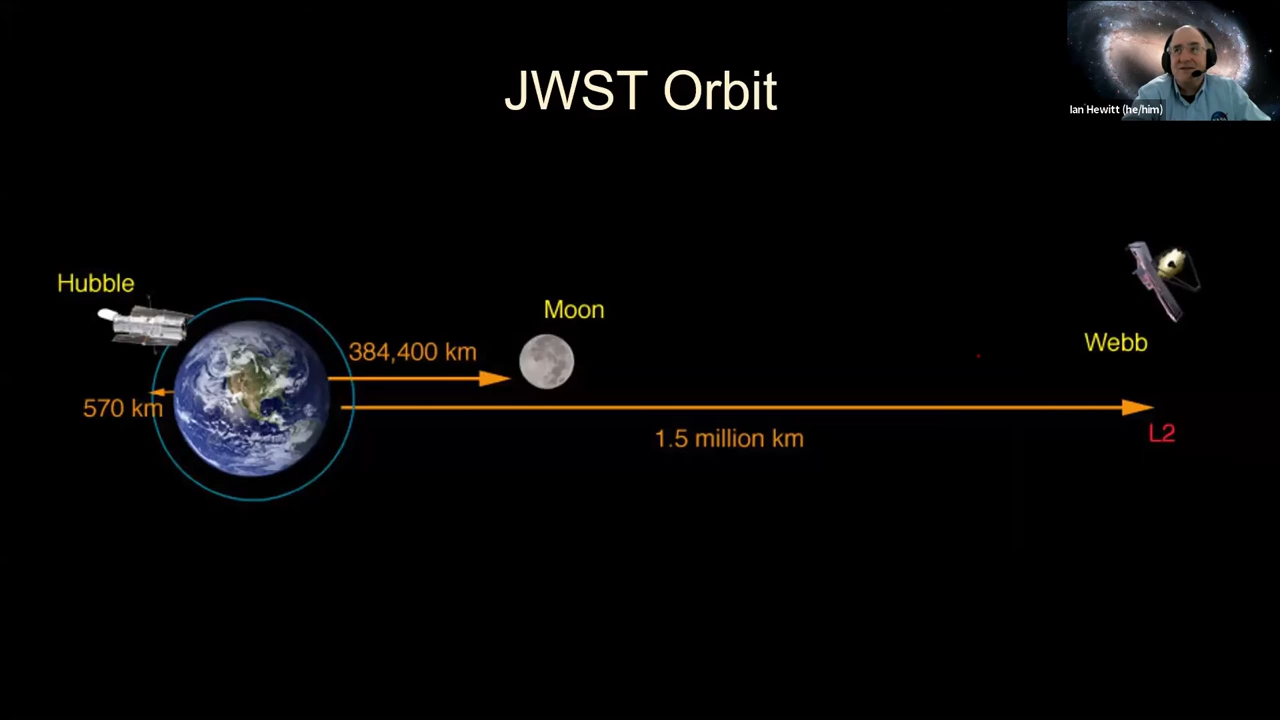 JWST Orbit
Ian Hewitt (he/him)
Hubble
Moon
384,400 km
Webb
570 km
1.5 million km
L2